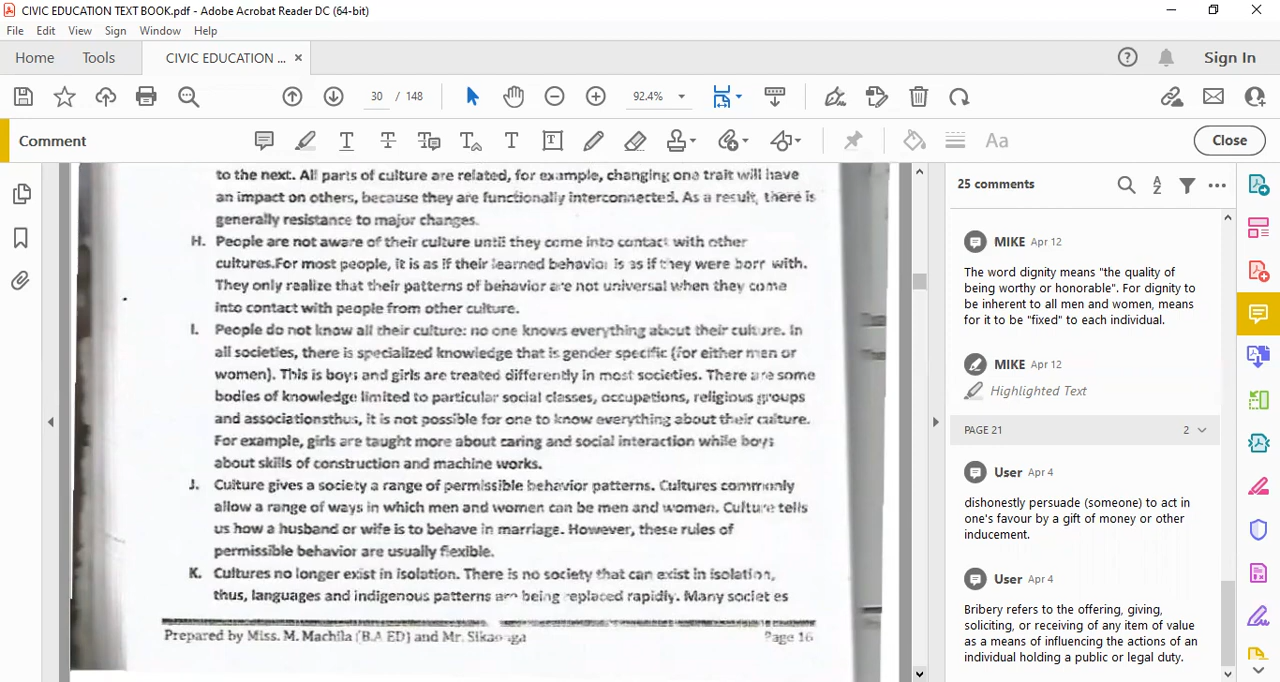 CIVIC EDUCATION TEXT BOOK.pdf - Adobe Acrobat Reader DC (64-bit)
File Edit View Sign Window Help
Home Tools CIVIC EDUCATION ... × Sign In
30 / 148 92.4%
Comment Aa Close
to the next. All parts of culture are related, for example, changing one trait will have
an impact on others, because they are functionally interconnected. As a result, there is
generally resistance to major changes.
H. People are not aware of their culture until they come into contact with other
cultures.For most people, it is as if their learned behavior is as if they were born with.
They only realize that their patterns of behavior are not universal when they come
into contact with people from other culture.
I. People do not know all their culture: no one knows everything about their culture. In
all societies, there is specialized knowledge that is gender specific (for either men or
women). This is boys and girls are treated differently in most societies. There are some
bodies of knowledge limited to particular social classes, occupations, religious groups
and associationsthus, it is not possible for one to know everything about their culture.
For example, girls are taught more about caring and social interaction while boys
about skills of construction and machine works.
J. Culture gives a society a range of permissible behavior patterns. Cultures commonly
allow a range of ways in which men and women can be men and women. Culture tells
us how a husband or wife is to behave in marriage. However, these rules of
permissible behavior are usually flexible.
K. Cultures no longer exist in isolation. There is no society that can exist in isolation,
thus, languages and indigenous patterns are being replaced rapidly. Many societies
Prepared by Miss. M. Machila (B.A ED) and Mr. Page 16
25 comments
MIKE Apr 12
The word dignity means "the quality of
being worthy or honorable". For dignity to
be inherent to all men and women, means
for it to be "fixed" to each individual.
MIKE Apr 12
Highlighted Text
PAGE 21 2
User Apr 4
dishonestly persuade (someone) to act in
one's favour by a gift of money or other
inducement.
User Apr 4
Bribery refers to the offering, giving,
soliciting, or receiving of any item of value
as a means of influencing the actions of an
individual holding a public or legal duty.